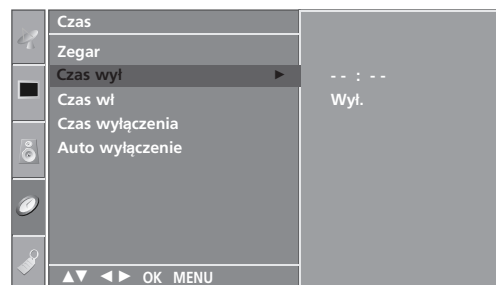 Czas
Zegar
Czas wył ► -- : --
Czas wł Wył.
Czas wyłączenia
Auto wyłączenie
▲▼ ◄► OK MENU